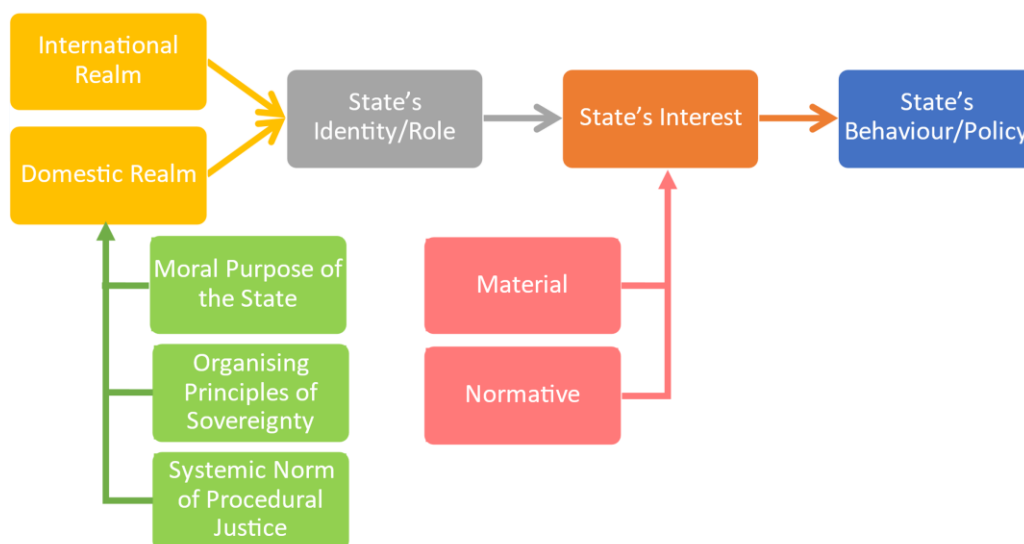 International
Realm
Domestic Realm
State’s
Identity/Role
State’s Interest
State’s
Behaviour/Policy
Moral Purpose of
the State
Organising
Principles of
Sovereignty
Systemic Norm
of Procedural
Justice
Material
Normative